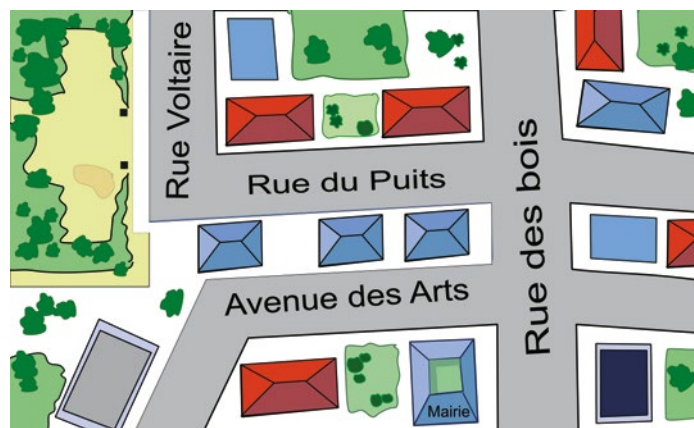 Rue Voltaire
Rue du Puits
Rue des bois
Avenue des Arts
Mairie